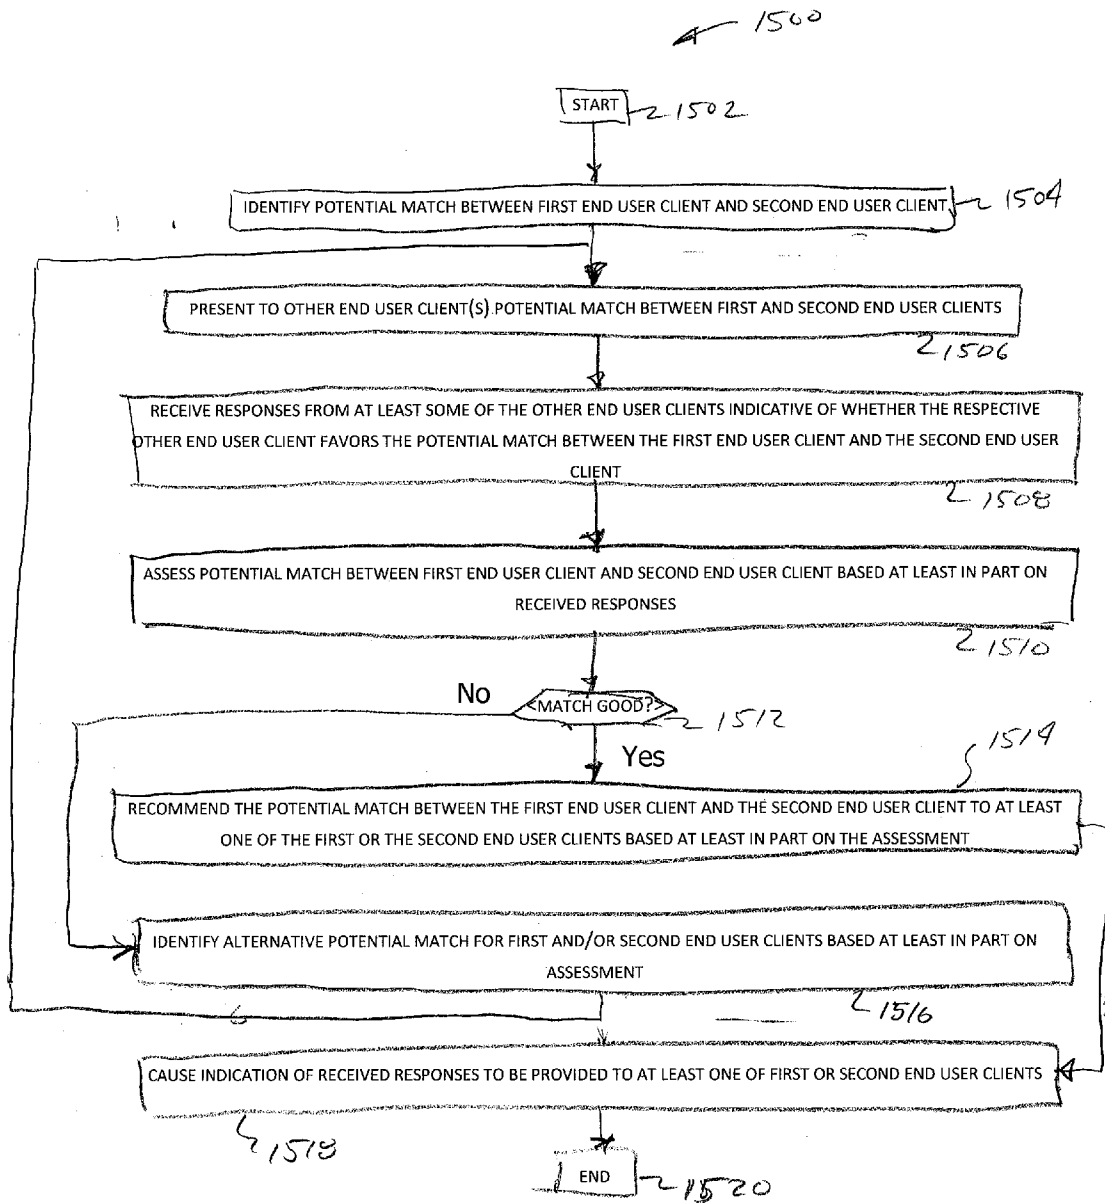 1500
START
1502
IDENTIFY POTENTIAL MATCH BETWEEN FIRST END USER CLIENT AND SECOND END USER CLIENT
1504
PRESENT TO OTHER END USER CLIENT(S) POTENTIAL MATCH BETWEEN FIRST AND SECOND END USER CLIENTS
1506
RECEIVE RESPONSES FROM AT LEAST SOME OF THE OTHER END USER CLIENTS INDICATIVE OF WHETHER THE RESPECTIVE
OTHER END USER CLIENT FAVORS THE POTENTIAL MATCH BETWEEN THE FIRST END USER CLIENT AND THE SECOND END USER
CLIENT
1508
ASSESS POTENTIAL MATCH BETWEEN FIRST END USER CLIENT AND SECOND END USER CLIENT BASED AT LEAST IN PART ON
RECEIVED RESPONSES
1510
No
<MATCH GOOD?>
1512
Yes
1514
RECOMMEND THE POTENTIAL MATCH BETWEEN THE FIRST END USER CLIENT AND THE SECOND END USER CLIENT TO AT LEAST
ONE OF THE FIRST OR THE SECOND END USER CLIENTS BASED AT LEAST IN PART ON THE ASSESSMENT
IDENTIFY ALTERNATIVE POTENTIAL MATCH FOR FIRST AND/OR SECOND END USER CLIENTS BASED AT LEAST IN PART ON
ASSESSMENT
1516
CAUSE INDICATION OF RECEIVED RESPONSES TO BE PROVIDED TO AT LEAST ONE OF FIRST OR SECOND END USER CLIENTS
1518
END
1520